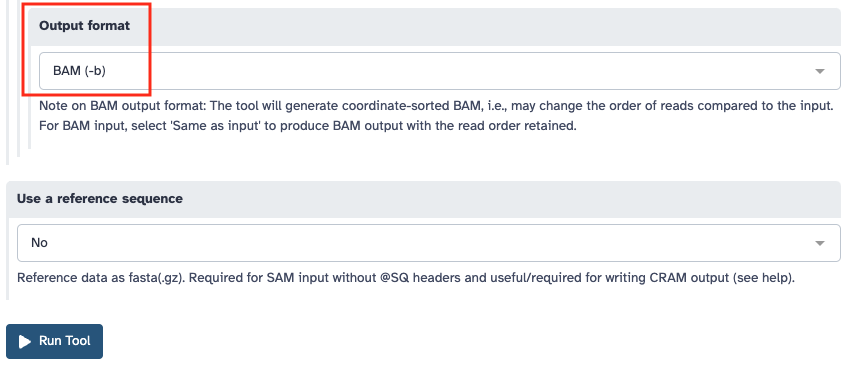 Output format
BAM (-b)
Note on BAM output format: The tool will generate coordinate-sorted BAM, i.e., may change the order of reads compared to the input.
For BAM input, select 'Same as input' to produce BAM output with the read order retained.
Use a reference sequence
No
Reference data as fasta(.gz). Required for SAM input without @SQ headers and useful/required for writing CRAM output (see help).
Run Tool